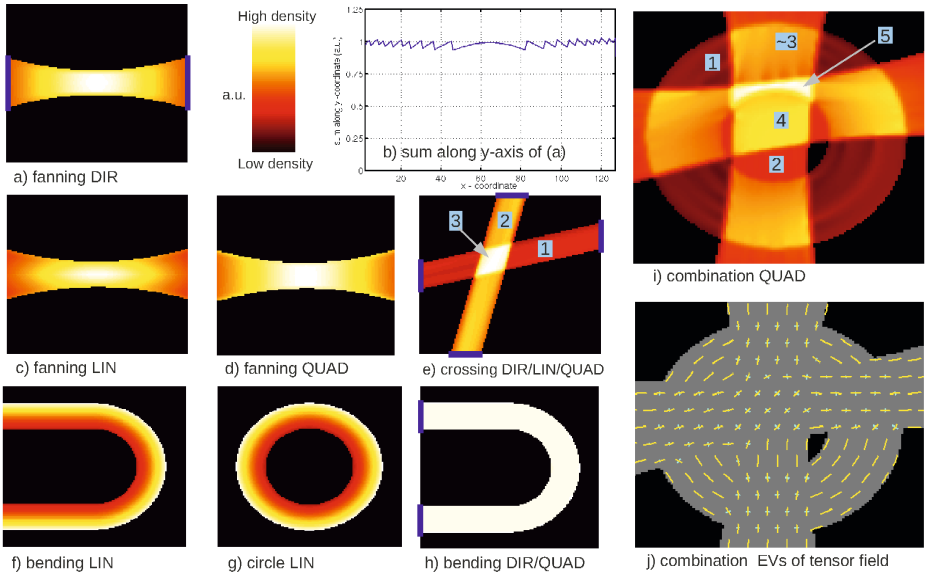 High density
a.u.
Low density
a) fanning DIR
1.25
1
0.75
0.5
0.25
0
sum along y -coordinate (a.u.)
b) sum along y-axis of (a)
20
40
60
80
100
120
x - coordinate
1
~3
5
4
2
i) combination QUAD
c) fanning LIN
d) fanning QUAD
3
2
1
e) crossing DIR/LIN/QUAD
f) bending LIN
g) circle LIN
h) bending DIR/QUAD
j) combination EVs of tensor field